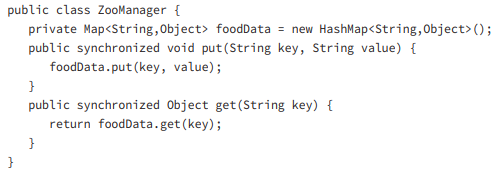 public class ZooManager {
   private Map<String,Object> foodData = new HashMap<String,Object>();
   public synchronized void put(String key, String value) {
      foodData.put(key, value);
   }
   public synchronized Object get(String key) {
      return foodData.get(key);
   }
}